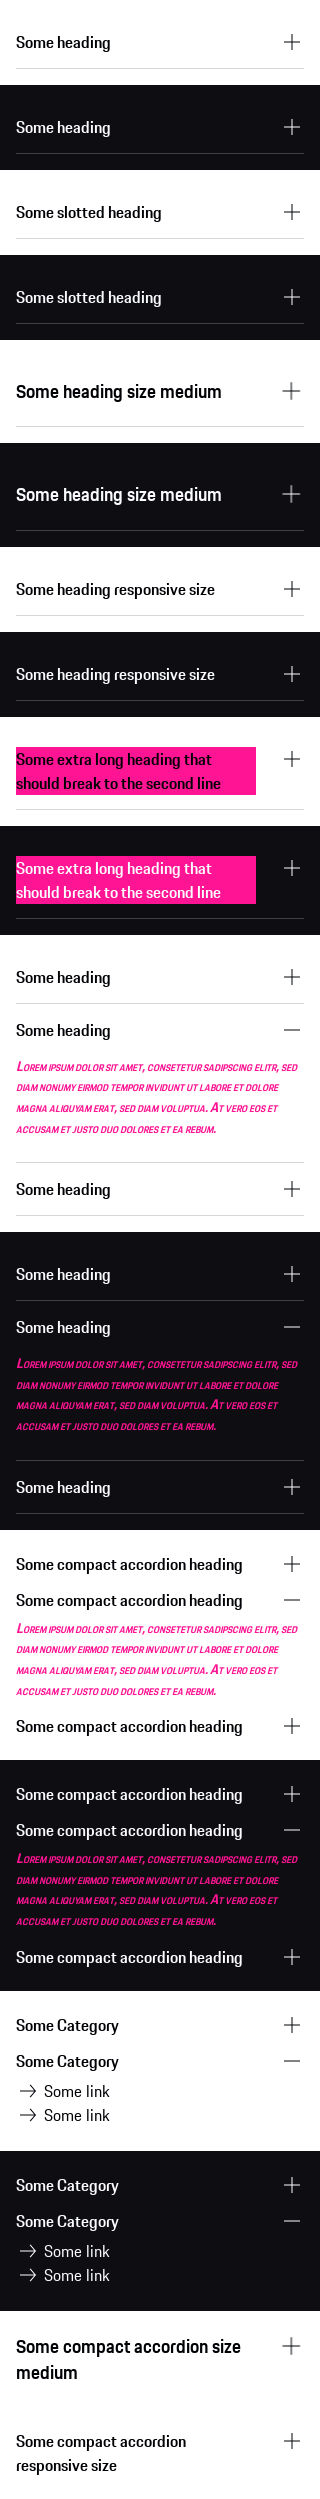 Some heading
Some heading
Some slotted heading
Some slotted heading
Some heading size medium
Some heading size medium
Some heading responsive size
Some heading responsive size
Some extra long heading that
should break to the second line
Some extra long heading that
should break to the second line
Some heading
Some heading
Lorem ipsum dolor sit amet, consetetur sadipscing elitr, sed
diam nonumy eirmod tempor invidunt ut labore et dolore
magna aliquyam erat, sed diam voluptua. At vero eos et
accusam et justo duo dolores et ea rebum.
Some heading
Some heading
Some heading
Lorem ipsum dolor sit amet, consetetur sadipscing elitr, sed
diam nonumy eirmod tempor invidunt ut labore et dolore
magna aliquyam erat, sed diam voluptua. At vero eos et
accusam et justo duo dolores et ea rebum.
Some heading
Some compact accordion heading
Some compact accordion heading
Lorem ipsum dolor sit amet, consetetur sadipscing elitr, sed
diam nonumy eirmod tempor invidunt ut labore et dolore
magna aliquyam erat, sed diam voluptua. At vero eos et
accusam et justo duo dolores et ea rebum.
Some compact accordion heading
Some compact accordion heading
Some compact accordion heading
Lorem ipsum dolor sit amet, consetetur sadipscing elitr, sed
diam nonumy eirmod tempor invidunt ut labore et dolore
magna aliquyam erat, sed diam voluptua. At vero eos et
accusam et justo duo dolores et ea rebum.
Some compact accordion heading
Some Category
Some Category
Some link
Some link
Some Category
Some Category
Some link
Some link
Some compact accordion size
medium
Some compact accordion
responsive size